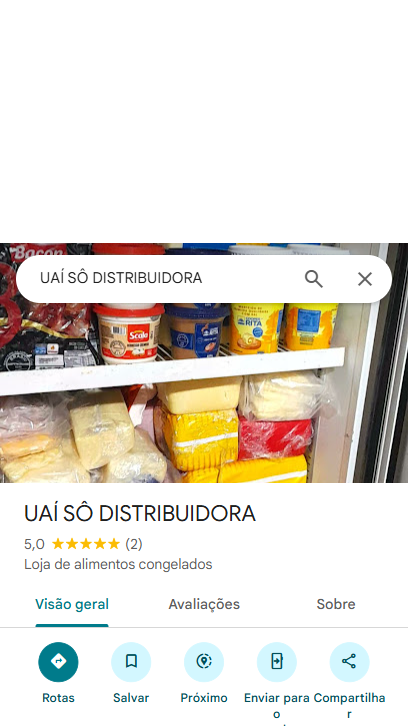 Bacon
UAÍ SÔ DISTRIBUIDORA
Scala
RITA
UAÍ SÔ DISTRIBUIDORA
5,0 (2)
Loja de alimentos congelados
Visão geral
Avaliações
Sobre
Rotas
Salvar
Próximo
Enviar para o
Compartilhar